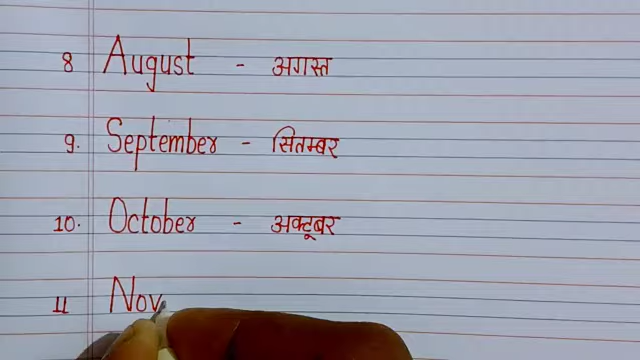 8 August - अगस्त
9. September - सितम्बर
10. October - अक्टूबर
11 Nov